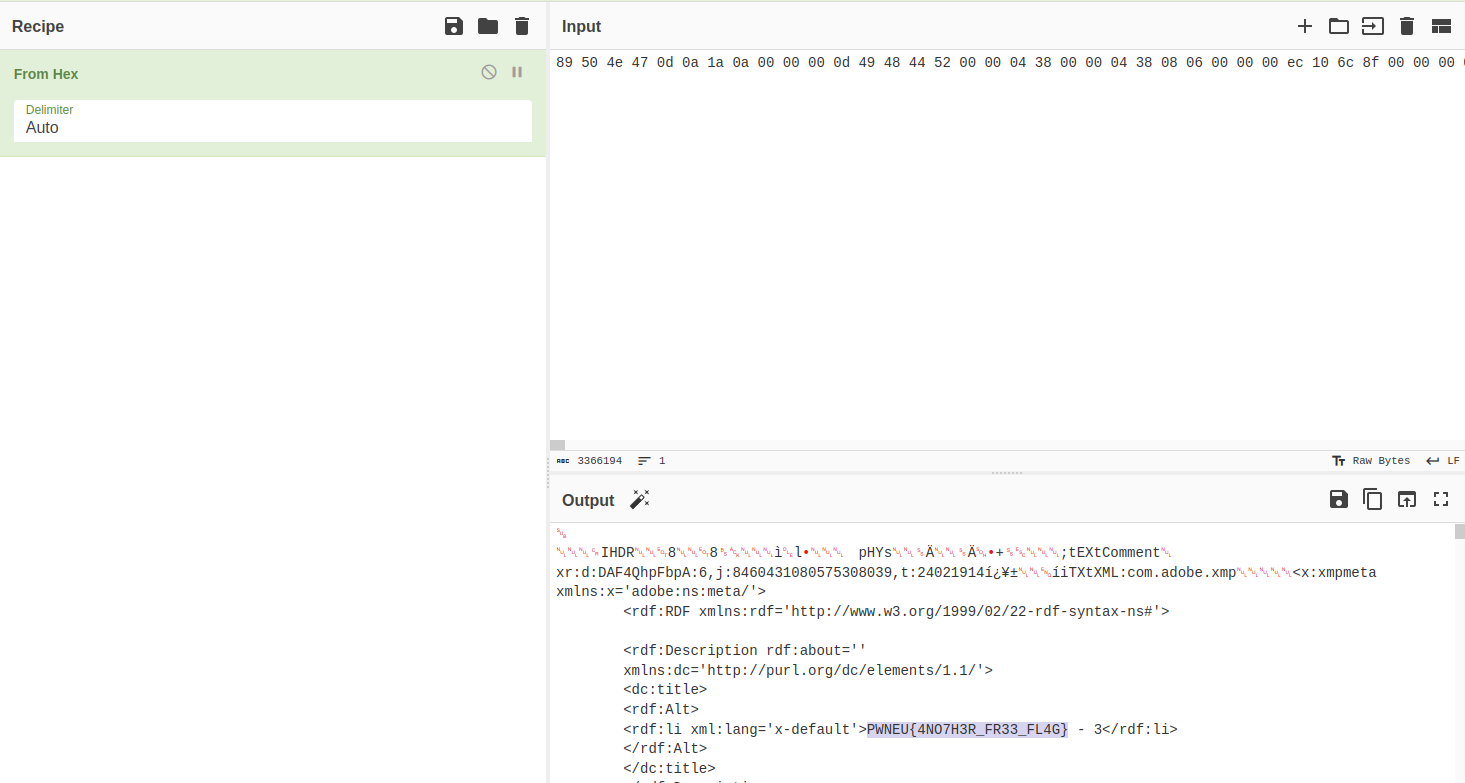 Recipe
Input
From Hex
89 50 4e 47 0d 0a 1a 0a 00 00 00 0d 49 48 44 52 00 00 04 38 00 00 04 38 08 06 00 00 00 ec 10 6c 8f 00 00 00
Delimiter
Auto
ABC 3366194 1 Raw Bytes LF
Output
IHDR 8 8 ì l• pHYs Ä Ä •+ ;tEXtComment
xr:d:DAF4QhpFbpA:6,j:8460431080575308039,t:24021914í¿¥± íiTXtXML:com.adobe.xmp <x:xmpmeta
xmlns:x='adobe:ns:meta/'>
<rdf:RDF xmlns:rdf='http://www.w3.org/1999/02/22-rdf-syntax-ns#'>
<rdf:Description rdf:about=''
xmlns:dc='http://purl.org/dc/elements/1.1/'>
<dc:title>
<rdf:Alt>
<rdf:li xml:lang='x-default'>PWNEU{4NO7H3R_FR33_FL4G} - 3</rdf:li>
</rdf:Alt>
</dc:title>